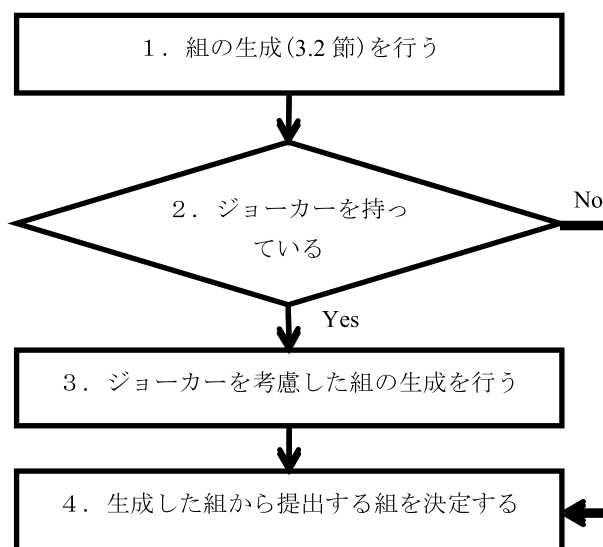 １．組の生成(3.2 節)を行う
２．ジョーカーを持っ
ている
No
Yes
３．ジョーカーを考慮した組の生成を行う
４．生成した組から提出する組を決定する